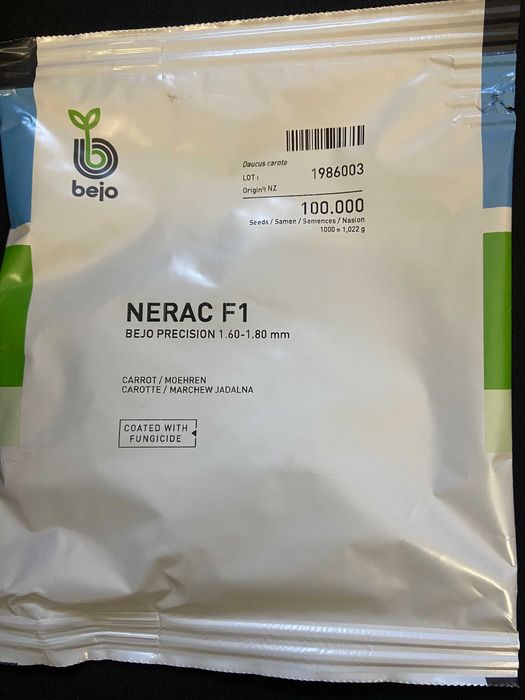 bejo
Daucus carota
LOT: 1986003
Origin: NZ
100.000
Seeds / Samen / Semences / Nasion
1000 = 1,022 g
NERAC F1
BEJO PRECISION 1.60-1.80 mm
CARROT / MOEHREN
CAROTTE / MARCHEW JADALNA
COATED WITH
FUNGICIDE